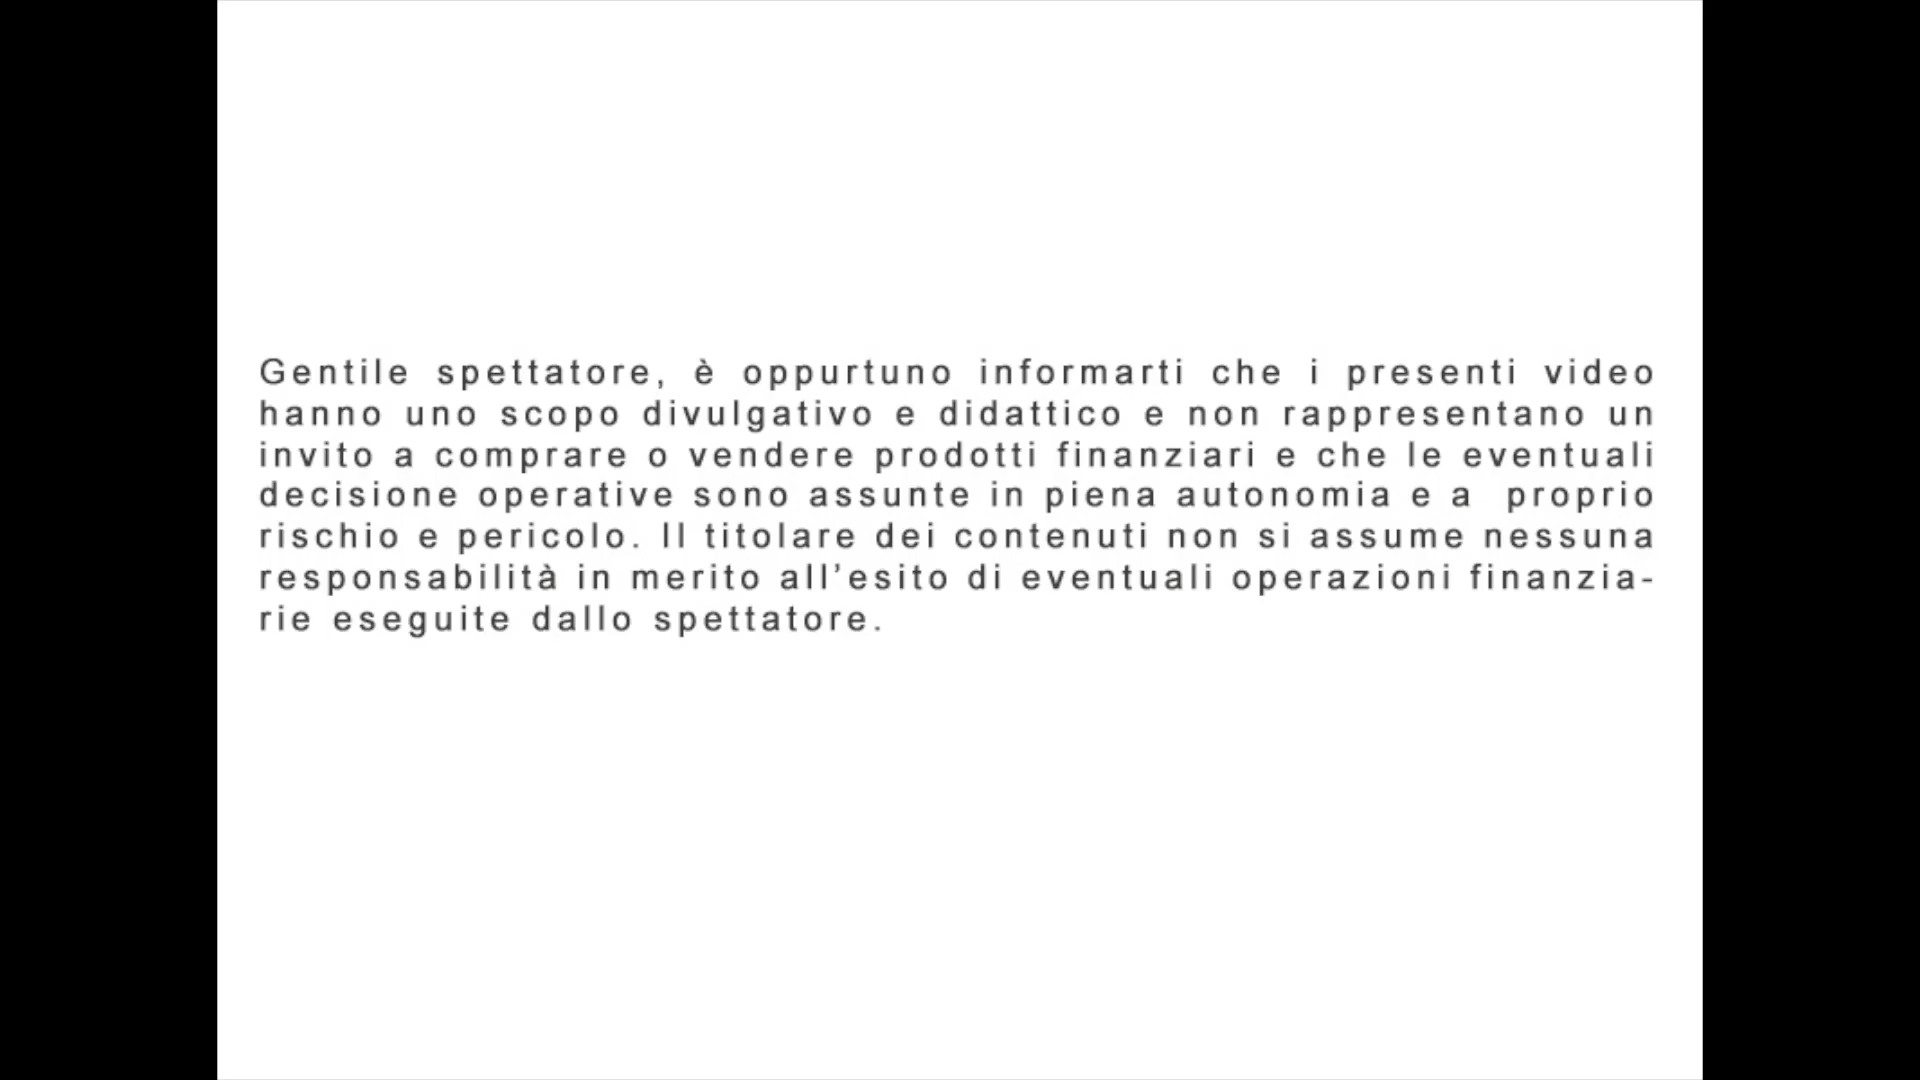 Gentile spettatore, è oppurtuno informarti che i presenti video
hanno uno scopo divulgativo e didattico e non rappresentano un
invito a comprare o vendere prodotti finanziari e che le eventuali
decisione operative sono assunte in piena autonomia e a proprio
rischio e pericolo. Il titolare dei contenuti non si assume nessuna
responsabilità in merito all’esito di eventuali operazioni finanzia-
rie eseguite dallo spettatore.